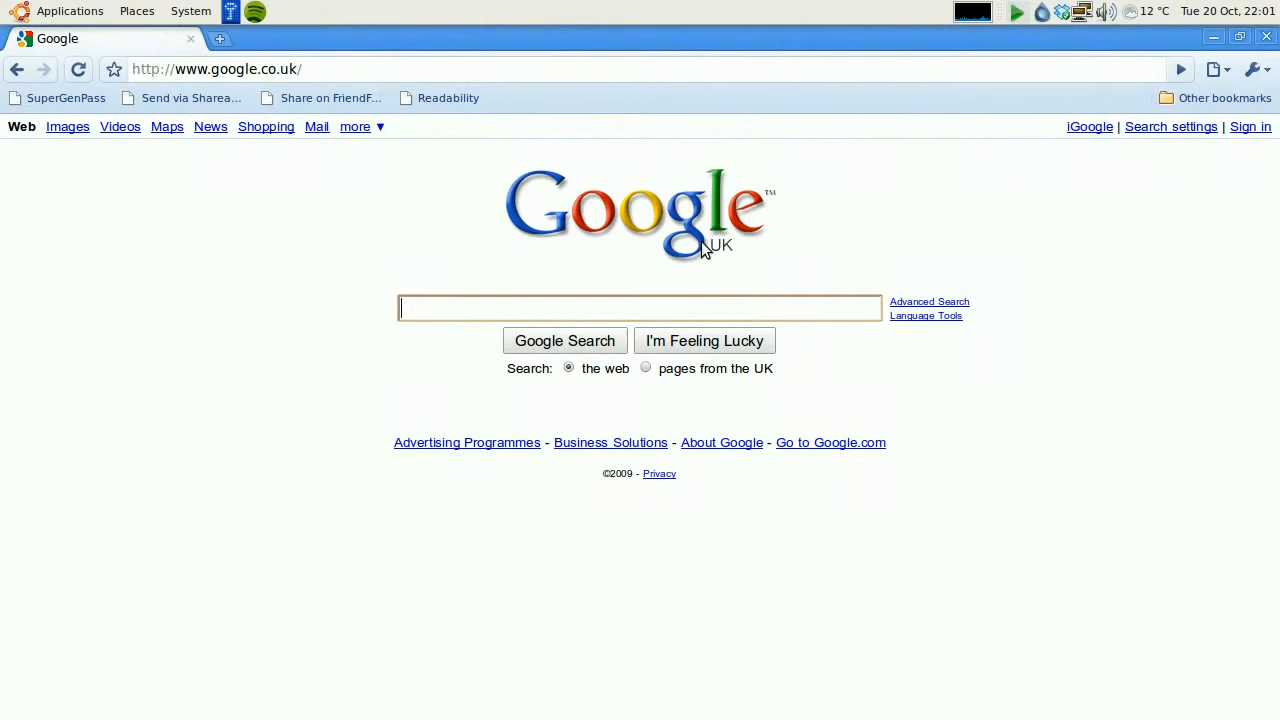 Applications Places System 12 °C Tue 20 Oct, 22:01
Google
http://www.google.co.uk/
SuperGenPass Send via Sharea... Share on FriendF... Readability Other bookmarks
Web Images Videos Maps News Shopping Mail more ▼ iGoogle | Search settings | Sign in
Google™
UK
Advanced Search
Language Tools
Google Search I'm Feeling Lucky
Search: the web pages from the UK
Advertising Programmes - Business Solutions - About Google - Go to Google.com
©2009 - Privacy